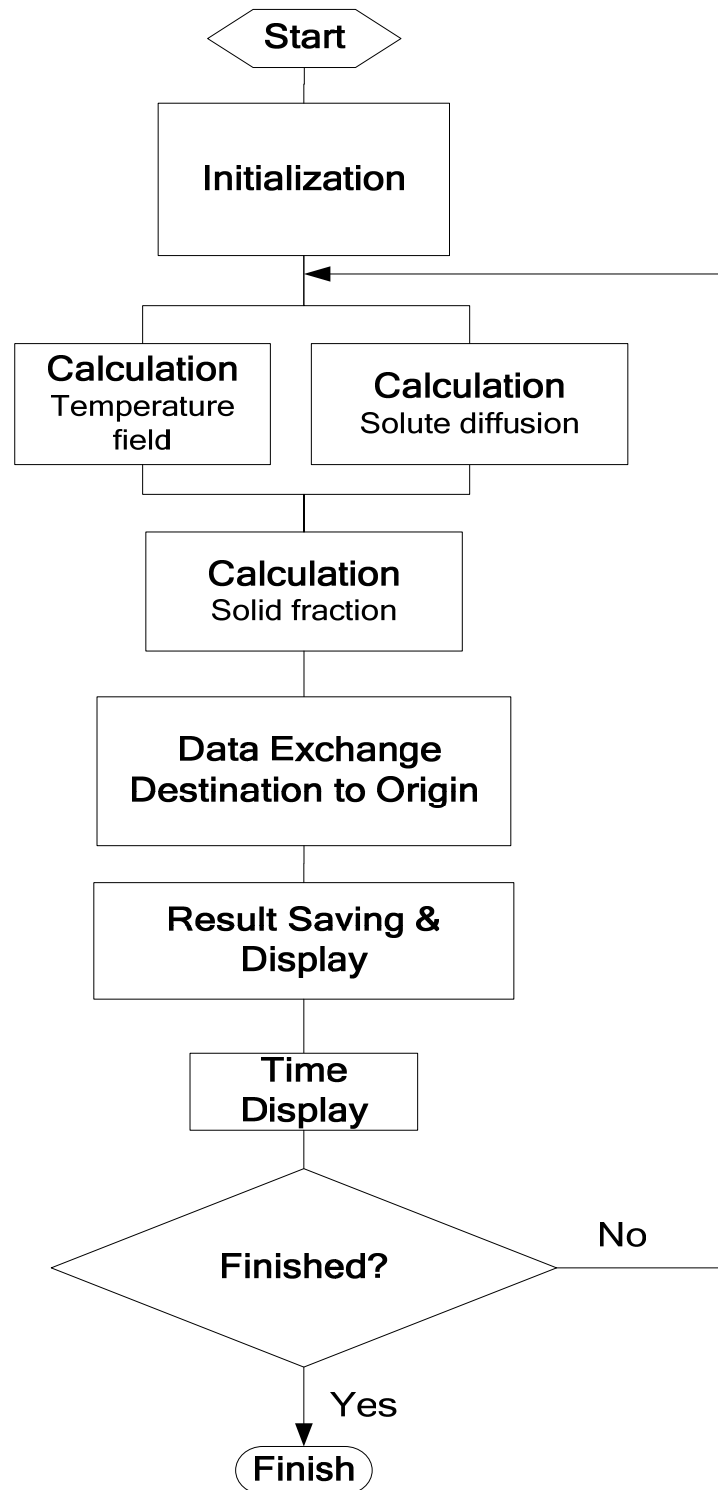 Start
Initialization
Calculation
Temperature
field
Calculation
Solute diffusion
Calculation
Solid fraction
Data Exchange
Destination to Origin
Result Saving &
Display
Time
Display
Finished?
No
Yes
Finish